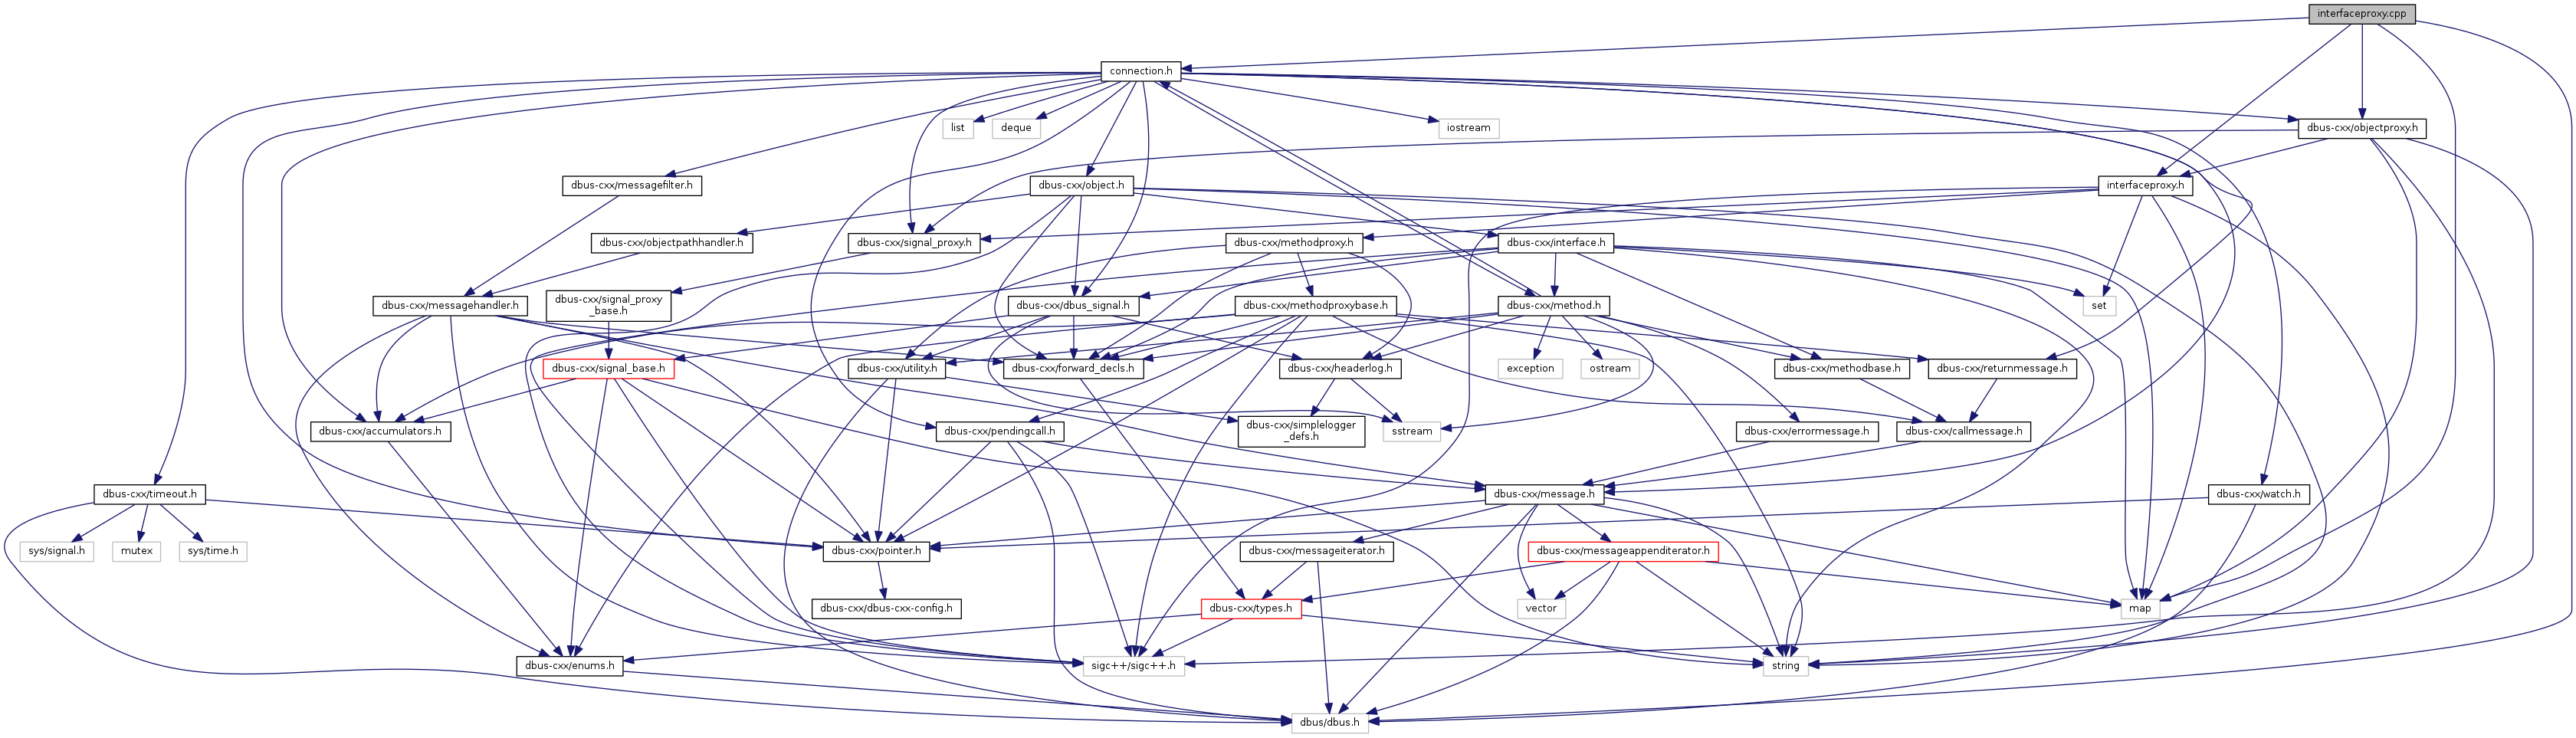 interfaceproxy.cpp
connection.h
list
deque
iostream
dbus-cxx/objectproxy.h
dbus-cxx/messagefilter.h
dbus-cxx/object.h
interfaceproxy.h
dbus-cxx/objectpathhandler.h
dbus-cxx/signal_proxy.h
dbus-cxx/methodproxy.h
dbus-cxx/interface.h
dbus-cxx/messagehandler.h
dbus-cxx/signal_proxy
_base.h
dbus-cxx/dbus_signal.h
dbus-cxx/methodproxybase.h
dbus-cxx/method.h
set
dbus-cxx/signal_base.h
dbus-cxx/utility.h
dbus-cxx/forward_decls.h
dbus-cxx/headerlog.h
exception
ostream
dbus-cxx/methodbase.h
dbus-cxx/returnmessage.h
dbus-cxx/accumulators.h
dbus-cxx/pendingcall.h
dbus-cxx/simplelogger
_defs.h
sstream
dbus-cxx/errormessage.h
dbus-cxx/callmessage.h
dbus-cxx/timeout.h
dbus-cxx/message.h
dbus-cxx/watch.h
sys/signal.h
mutex
sys/time.h
dbus-cxx/pointer.h
dbus-cxx/messageiterator.h
dbus-cxx/messageappenditerator.h
dbus-cxx/dbus-cxx-config.h
dbus-cxx/types.h
vector
map
dbus-cxx/enums.h
sigc++/sigc++.h
string
dbus/dbus.h